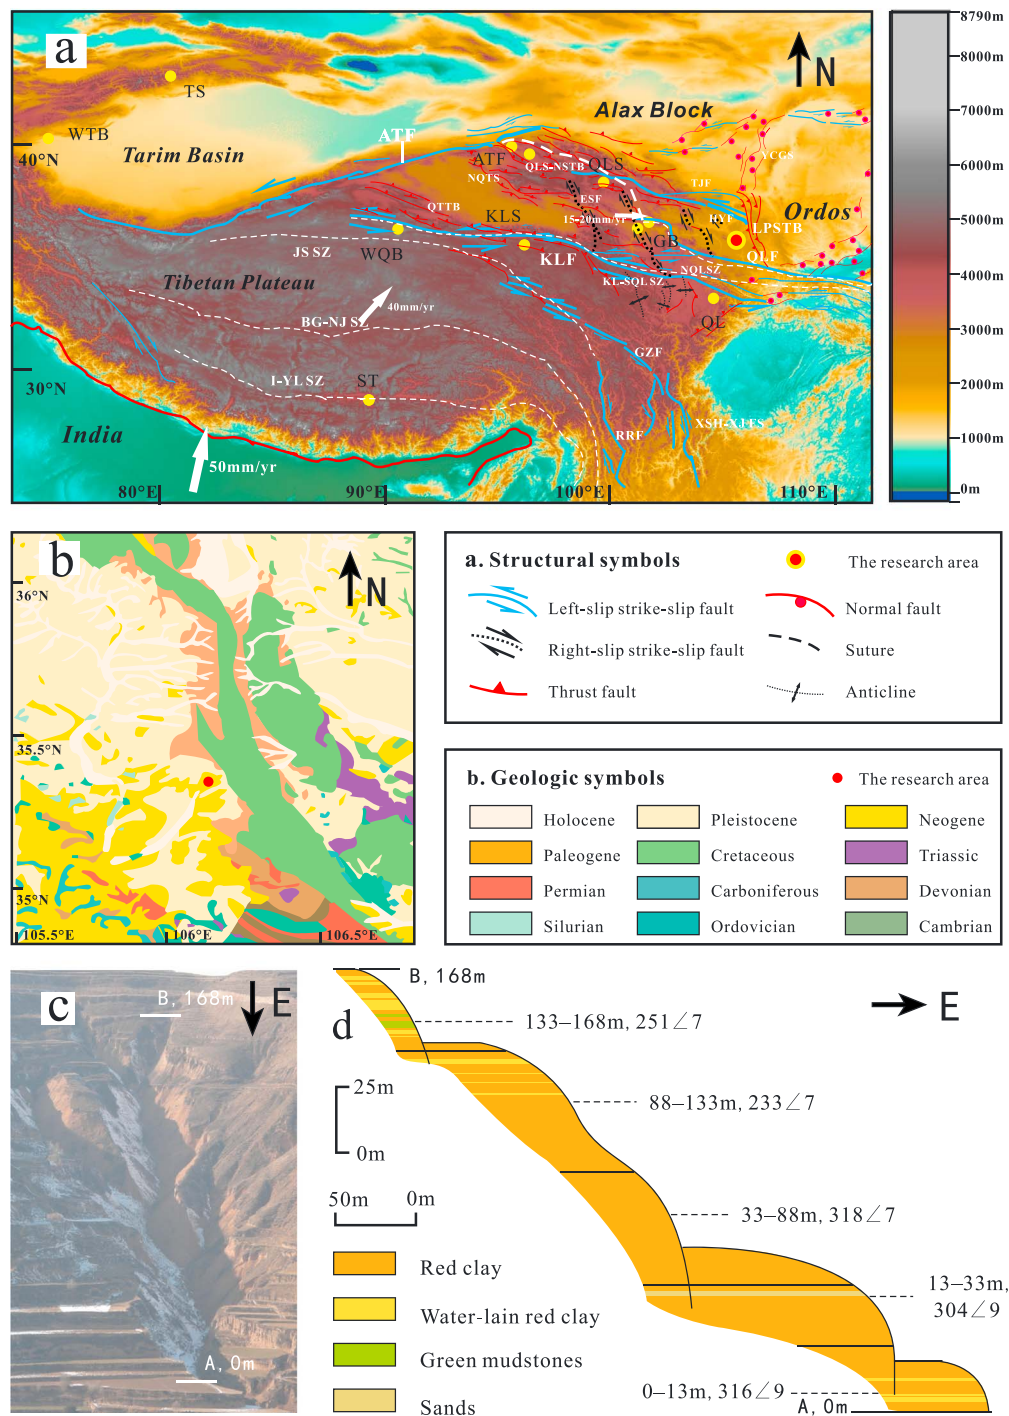 a
N
8790m
8000m
7000m
6000m
5000m
4000m
3000m
2000m
1000m
0m
TS
WTB
40°N
Tarim Basin
ATF
Alax Block
ATF
QLS-NSTB
QLS
NQTS
YCGS
TJF
QTTB
ESF
KLS
15-20mm/yr
HYF
Ordos
LPSTB
GB
QLF
WQB
JS SZ
KLF
NQLSZ
KL-SQL SZ
Tibetan Plateau
40mm/yr
QL
BG-NJ SZ
GZF
30°N
I-YL SZ
ST
India
XSH-XJFS
RRF
50mm/yr
80°E
90°E
100°E
110°E
b
N
36°N
35.5°N
35°N
105.5°E
106°E
106.5°E
a. Structural symbols
The research area
Left-slip strike-slip fault
Normal fault
Right-slip strike-slip fault
Suture
Thrust fault
Anticline
b. Geologic symbols
The research area
Holocene
Pleistocene
Neogene
Paleogene
Cretaceous
Triassic
Permian
Carboniferous
Devonian
Silurian
Ordovician
Cambrian
c
B, 168m
E
A, 0m
d
B, 168m
E
133–168m, 251∠7
25m
0m
88–133m, 233∠7
50m 0m
33–88m, 318∠7
13–33m,
304∠9
0–13m, 316∠9
A, 0m
Red clay
Water-lain red clay
Green mudstones
Sands